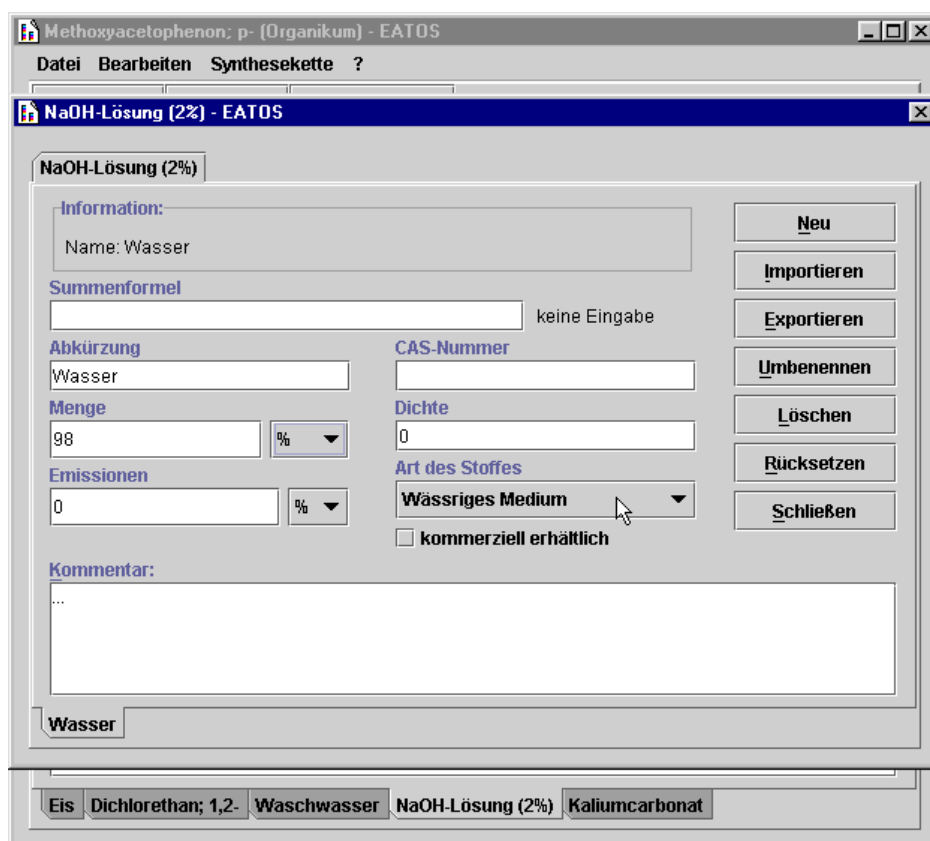 Methoxyacetophenon; p- (Organikum) - EATOS
Datei Bearbeiten Synthesekette ?
NaOH-Lösung (2%) - EATOS
NaOH-Lösung (2%)
Information:
Name: Wasser
Summenformel
keine Eingabe
Abkürzung
Wasser
CAS-Nummer
Menge
98 %
Dichte
0
Emissionen
0 %
Art des Stoffes
Wässriges Medium
kommerziell erhältlich
Neu
Importieren
Exportieren
Umbenennen
Löschen
Rücksetzen
Schließen
Kommentar:
...
Wasser
Eis Dichlorethan; 1,2- Waschwasser NaOH-Lösung (2%) Kaliumcarbonat